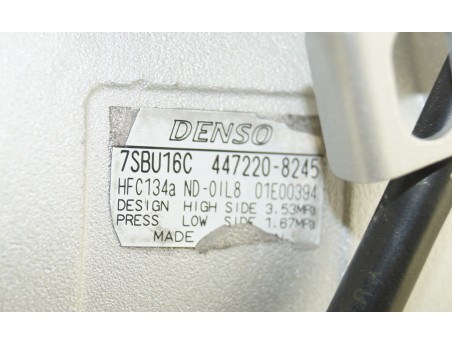 DENSO
7SBU16C 447220-8245
HFC134a ND-OIL8 01E00394
DESIGN HIGH SIDE 3.53MPa
PRESS LOW SIDE 1.67MPa
MADE